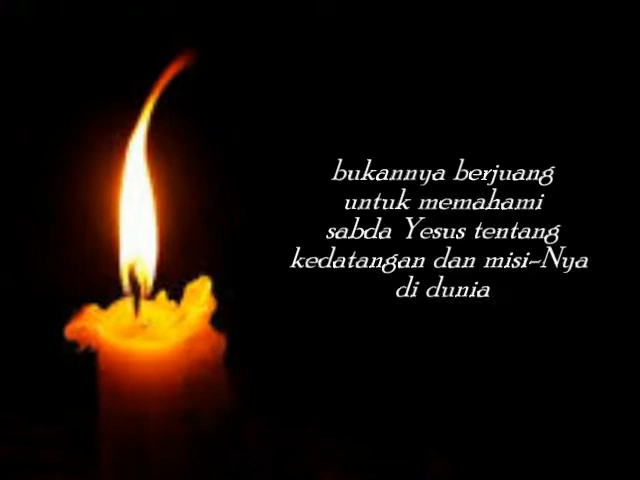 bukannya berjuang
untuk memahami
sabda Yesus tentang
kedatangan dan misi-Nya
di dunia